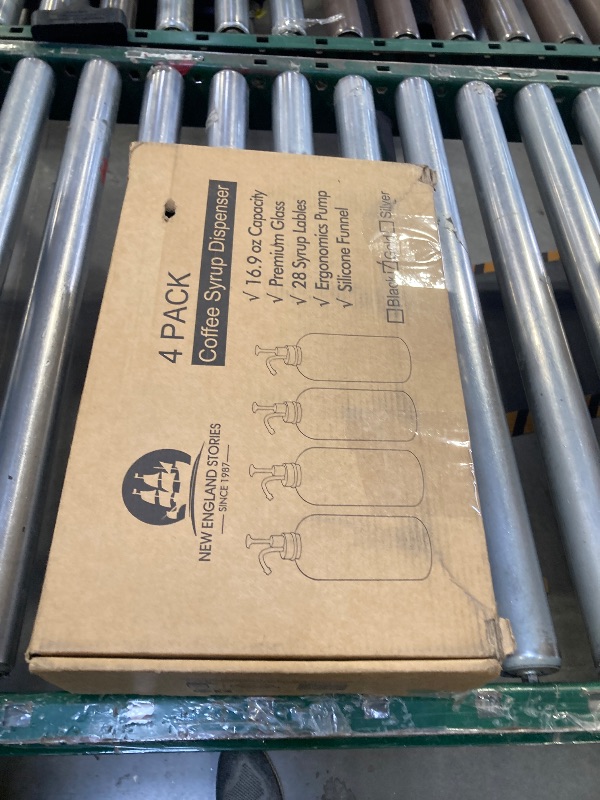 4 PACK
Coffee Syrup Dispenser
√ 16.9 oz Capacity
√ Premium Glass
√ 28 Syrup Lables
√ Ergonomics Pump
√ Silicone Funnel
☐Black ☑Gold ☐Silver
NEW ENGLAND STORIES
SINCE 1987